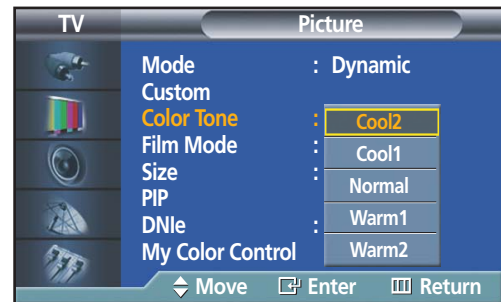 TV Picture
Mode : Dynamic
Custom
Color Tone : Cool2
Film Mode : Cool1
Size : Normal
PIP
DNIe : Warm1
My Color Control Warm2
Move Enter Return